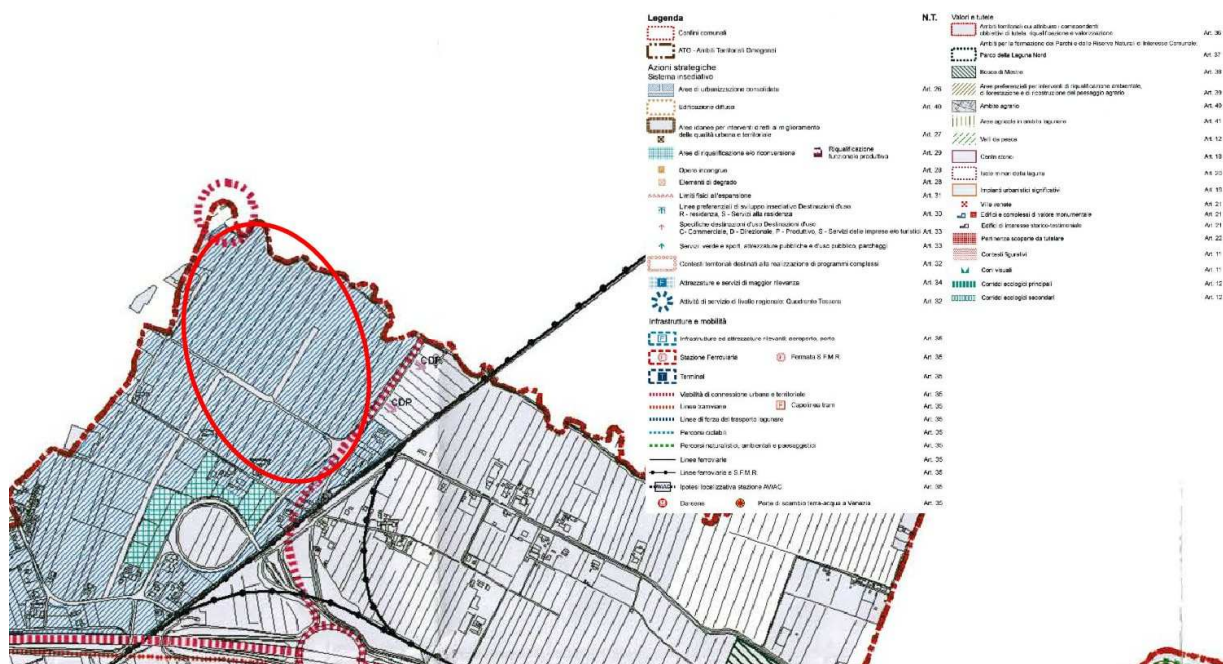 Legenda
N.T.
Confini comunali
ATO - Ambiti Territoriali Omogenei
Azioni strategiche
Sistema insediativo
Aree di urbanizzazione consolidata Art. 26
Edificazione diffusa Art. 40
Aree idonee per interventi diretti al miglioramento
della qualità urbana e territoriale Art. 27
Aree di riqualificazione e/o riconversione
Riqualificazione
funzionale produttiva Art. 29
Opere incongrue Art. 28
Elementi di degrado Art. 28
Limiti fisici all'espansione Art. 31
Linee preferenziali di sviluppo insediativo Destinazioni d'uso
R - residenza, S - Servizi alla residenza Art. 30
Specifiche destinazioni d'uso Destinazioni d'uso
C- Commerciale, D - Direzionale, P - Produttivo, S - Servizi delle imprese e/o turistici Art. 33
Servizi: verde e sport, attrezzature pubbliche e d'uso pubblico, parcheggi Art. 33
Contesti territoriali destinati alla realizzazione di programmi complessi Art. 32
F Attrezzature e servizi di maggior rilevanza Art. 34
Attività di servizio di livello regionale: Quadrante Tessera Art. 32
Infrastrutture e mobilità
Infrastrutture ed attrezzature rilevanti: aeroporto, porto Art. 36
Stazione Ferroviaria
Fermata S.F.M.R. Art. 35
T Terminal Art. 35
Viabilità di connessione urbana e territoriale Art. 35
Linea tramviaria
Capolinea tram Art. 35
Linee di forza del trasporto lagunare Art. 35
Percorsi ciclabili Art. 35
Percorsi naturalistici, ambientali e paesaggistici Art. 35
Linee ferroviarie Art. 35
Linee ferroviarie e S.F.M.R. Art. 35
Ipotesi localizzativa stazione AV/AC Art. 35
Darsene
Porte di scambio terra-acqua a Venezia Art. 35
Valori e tutele
Ambiti territoriali cui attribuire i corrispondenti
obiettivi di tutela, riqualificazione e valorizzazione Art. 36
Ambiti per la formazione dei Parchi e delle Riserve Naturali di Interesse Comunale:
Parco della Laguna Nord Art. 37
Bosco di Mestre Art. 38
Aree preferenziali per interventi di riqualificazione ambientale,
di forestazione e di ricostruzione del paesaggio agrario Art. 39
Ambito agrario Art. 40
Aree agricole in ambito lagunare Art. 41
Valli da pesca Art. 12
Centri storici Art. 19
Isole minori della laguna Art. 20
Impianti urbanistici significativi Art. 15
Ville venete Art. 21
Edifici e complessi di valore monumentale Art. 21
Edifici di interesse storico-testimoniale Art. 21
Pertinenze scoperte da tutelare Art. 22
Contesti figurativi Art. 11
Coni visuali Art. 11
Corridoi ecologici principali Art. 12
Corridoi ecologici secondari Art. 12
CDP
CDP